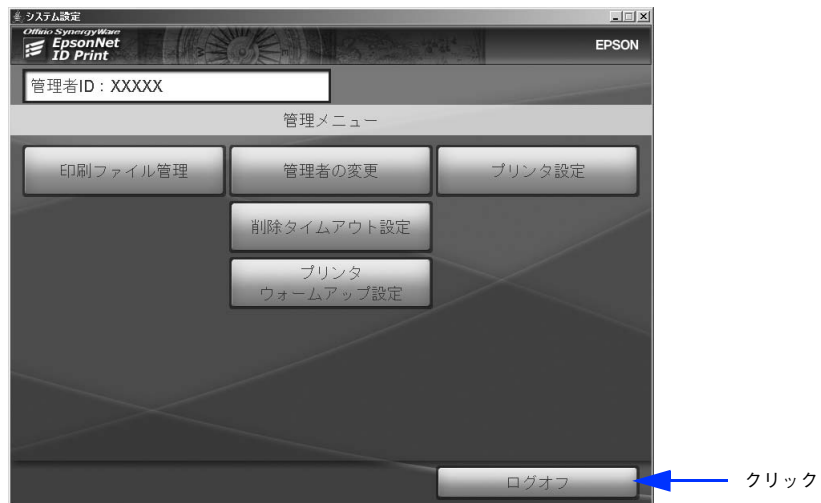 システム設定
Offirio SynergyWare
EpsonNet
ID Print
EPSON
管理者ID：XXXXX
管理メニュー
印刷ファイル管理
管理者の変更
プリンタ設定
削除タイムアウト設定
プリンタ
ウォームアップ設定
ログオフ
クリック